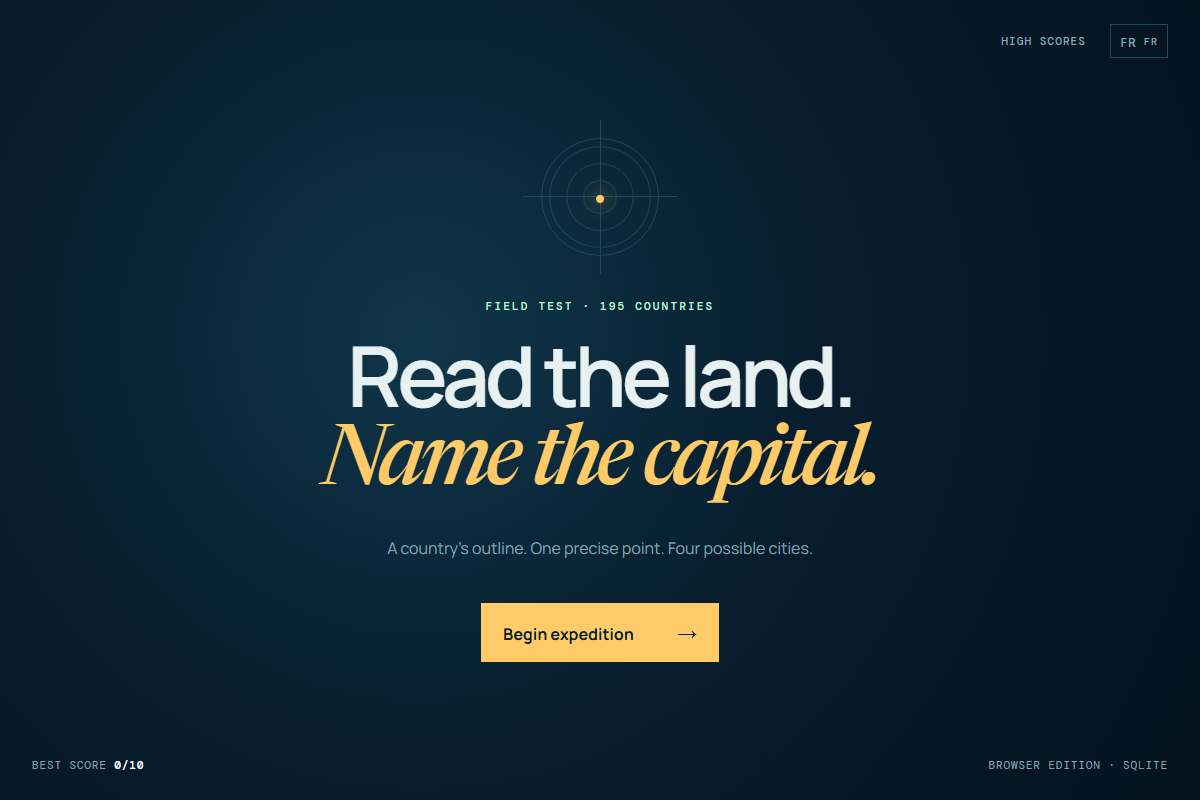 HIGH SCORES
FR FR
FIELD TEST · 195 COUNTRIES
Read the land.
Name the capital.
A country's outline. One precise point. Four possible cities.
Begin expedition →
BEST SCORE 0/10
BROWSER EDITION · SQLITE